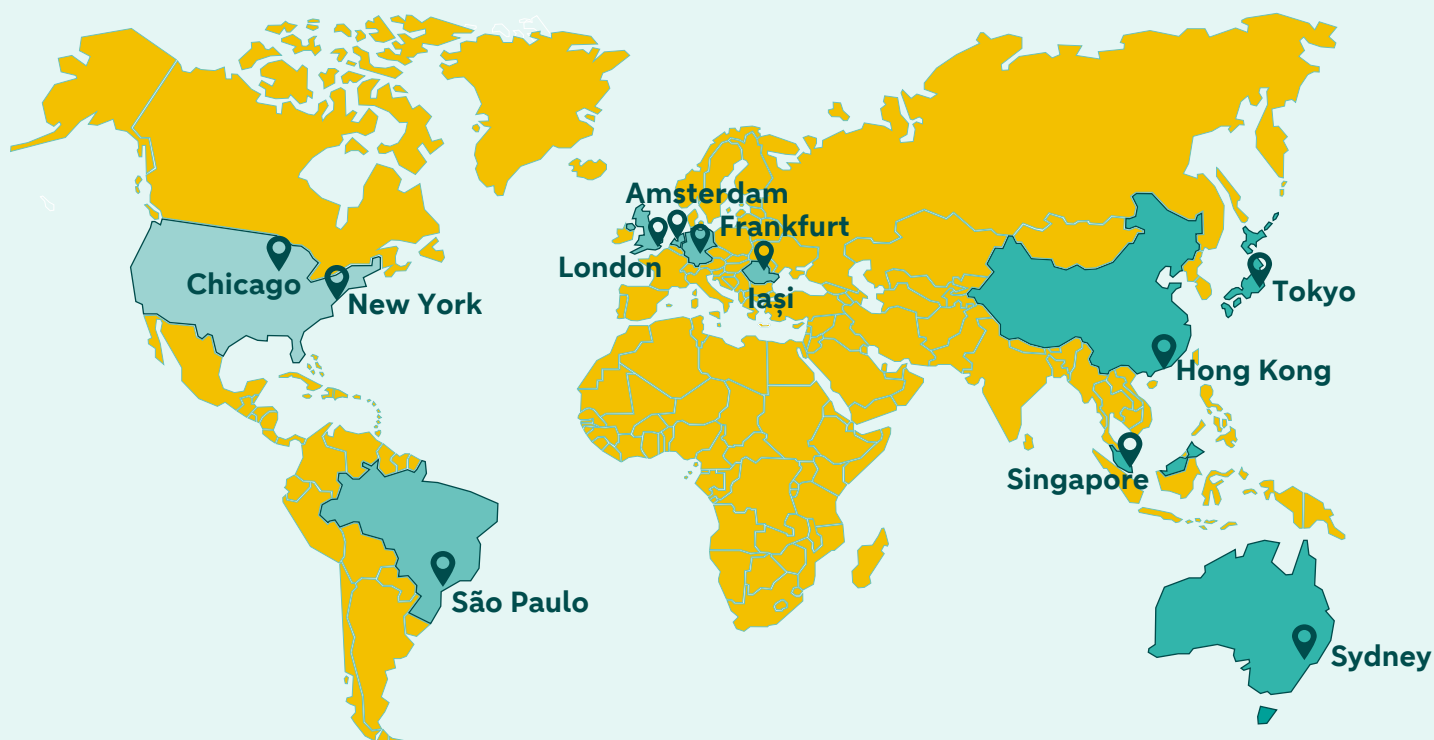 Amsterdam
Frankfurt
London
Chicago
Iași
Tokyo
New York
Hong Kong
Singapore
São Paulo
Sydney